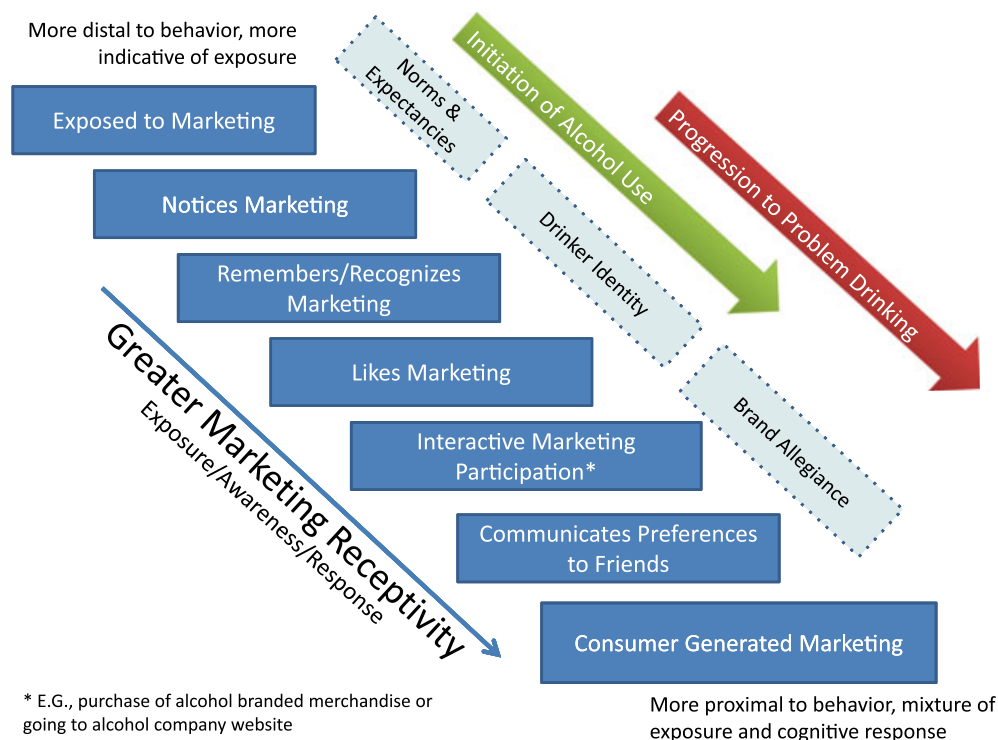 More distal to behavior, more
indicative of exposure
Exposed to Marketing
Notices Marketing
Remembers/Recognizes
Marketing
Likes Marketing
Interactive Marketing
Participation*
Communicates Preferences
to Friends
Consumer Generated Marketing
Norms &
Expectancies
Drinker Identity
Brand Allegiance
Initiation of Alcohol Use
Progression to Problem Drinking
Greater Marketing Receptivity
Exposure/Awareness/Response
* E.G., purchase of alcohol branded merchandise or
going to alcohol company website
More proximal to behavior, mixture of
exposure and cognitive response